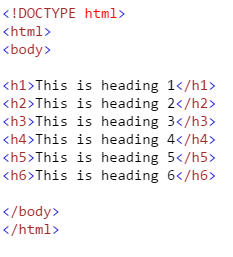 <!DOCTYPE html>
<html>
<body>
<h1>This is heading 1</h1>
<h2>This is heading 2</h2>
<h3>This is heading 3</h3>
<h4>This is heading 4</h4>
<h5>This is heading 5</h5>
<h6>This is heading 6</h6>
</body>
</html>